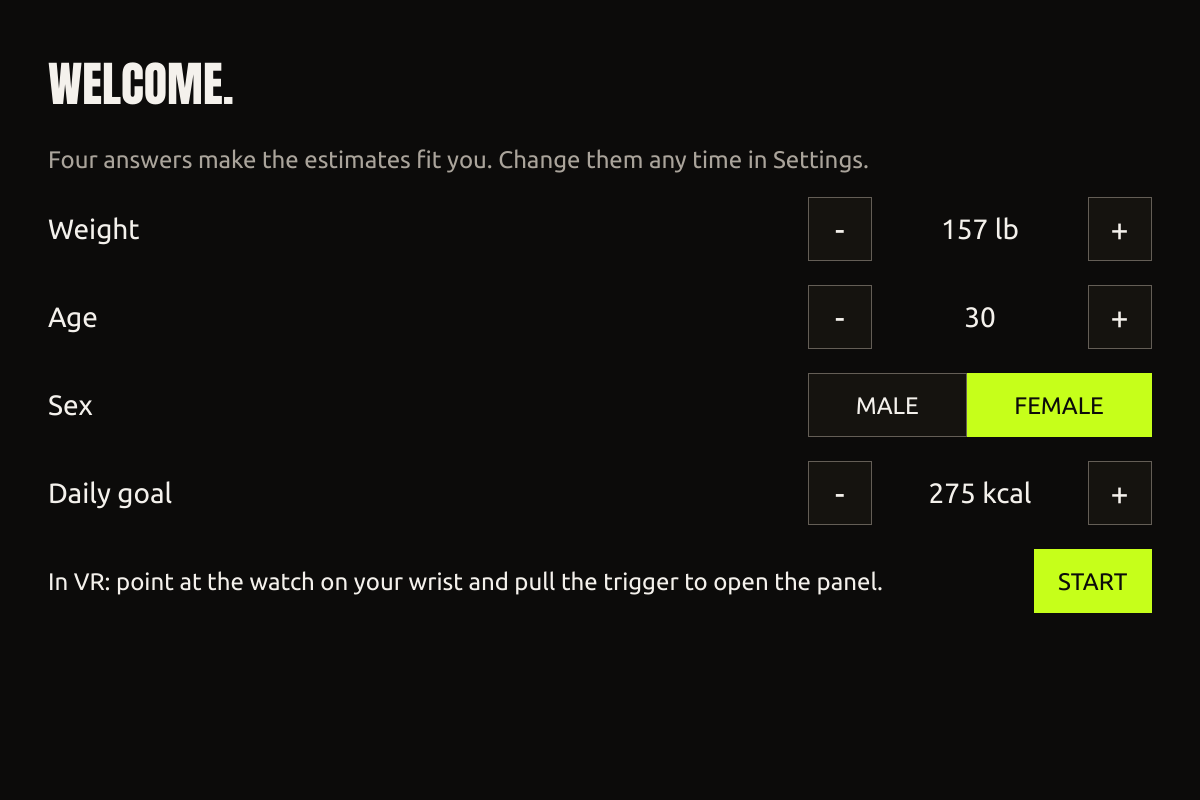 WELCOME.
Four answers make the estimates fit you. Change them any time in Settings.
Weight - 157 lb +
Age - 30 +
Sex MALE FEMALE
Daily goal - 275 kcal +
In VR: point at the watch on your wrist and pull the trigger to open the panel. START